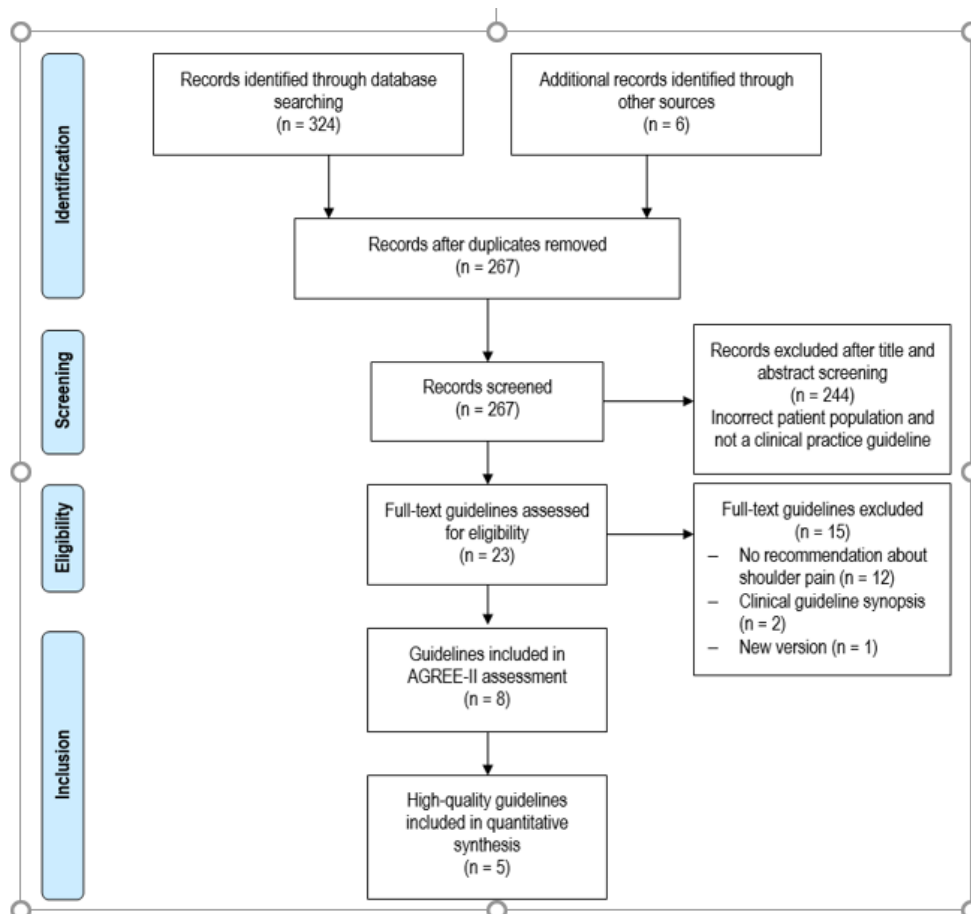 Identification
Records identified through database
searching
(n = 324)
Additional records identified through
other sources
(n = 6)
Records after duplicates removed
(n = 267)
Screening
Records screened
(n = 267)
Records excluded after title and
abstract screening
(n = 244)
Incorrect patient population and
not a clinical practice guideline
Eligibility
Full-text guidelines assessed
for eligibility
(n = 23)
Full-text guidelines excluded
(n = 15)
– No recommendation about
shoulder pain (n = 12)
– Clinical guideline synopsis
(n = 2)
– New version (n = 1)
Inclusion
Guidelines included in
AGREE-II assessment
(n = 8)
High-quality guidelines
included in quantitative
synthesis
(n = 5)